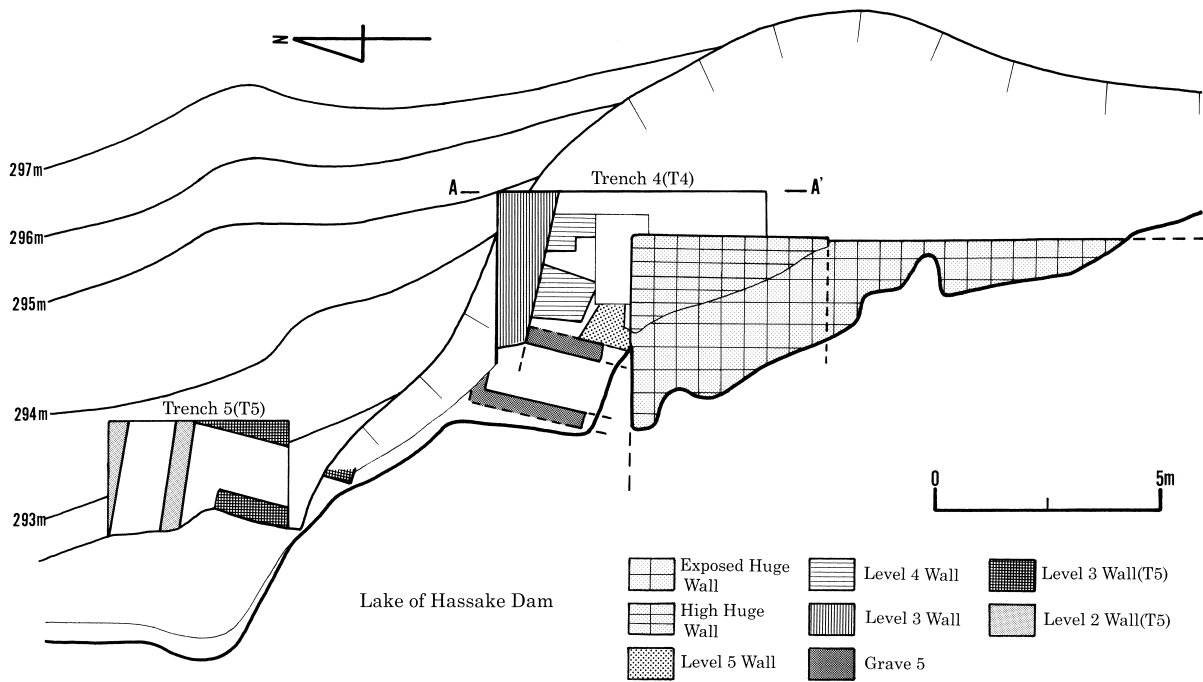 N
297m
A
Trench 4(T4)
A'
296m
295m
294m
Trench 5(T5)
293m
0
5m
Lake of Hassake Dam
Exposed Huge
Wall
High Huge
Wall
Level 5 Wall
Level 4 Wall
Level 3 Wall
Grave 5
Level 3 Wall(T5)
Level 2 Wall(T5)